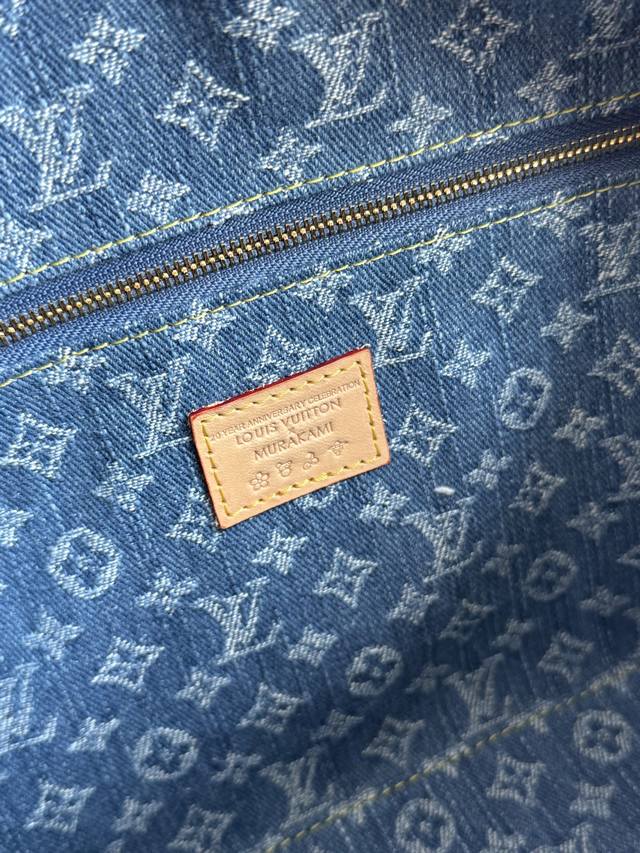 20 YEAR ANNIVERSARY CELEBRATION
LOUIS VUITTON
X
MURAKAMI